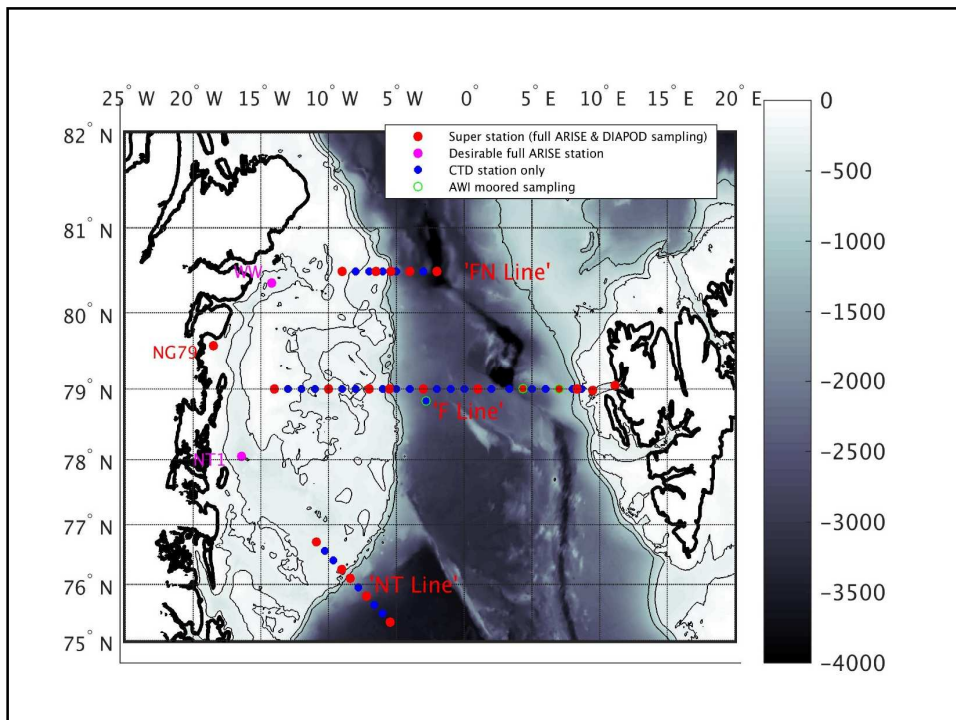 25° W 20° W 15° W 10° W 5° W 0° E 5° E 10° E 15° E 20° E
82° N
81° N
80° N
79° N
78° N
77° N
76° N
75° N
Super station (full ARISE & DIAPOD sampling)
Desirable full ARISE station
CTD station only
AWI moored sampling
WW
'FN Line'
NG79
'F Line'
NT1
'NT Line'
0
-500
-1000
-1500
-2000
-2500
-3000
-3500
-4000